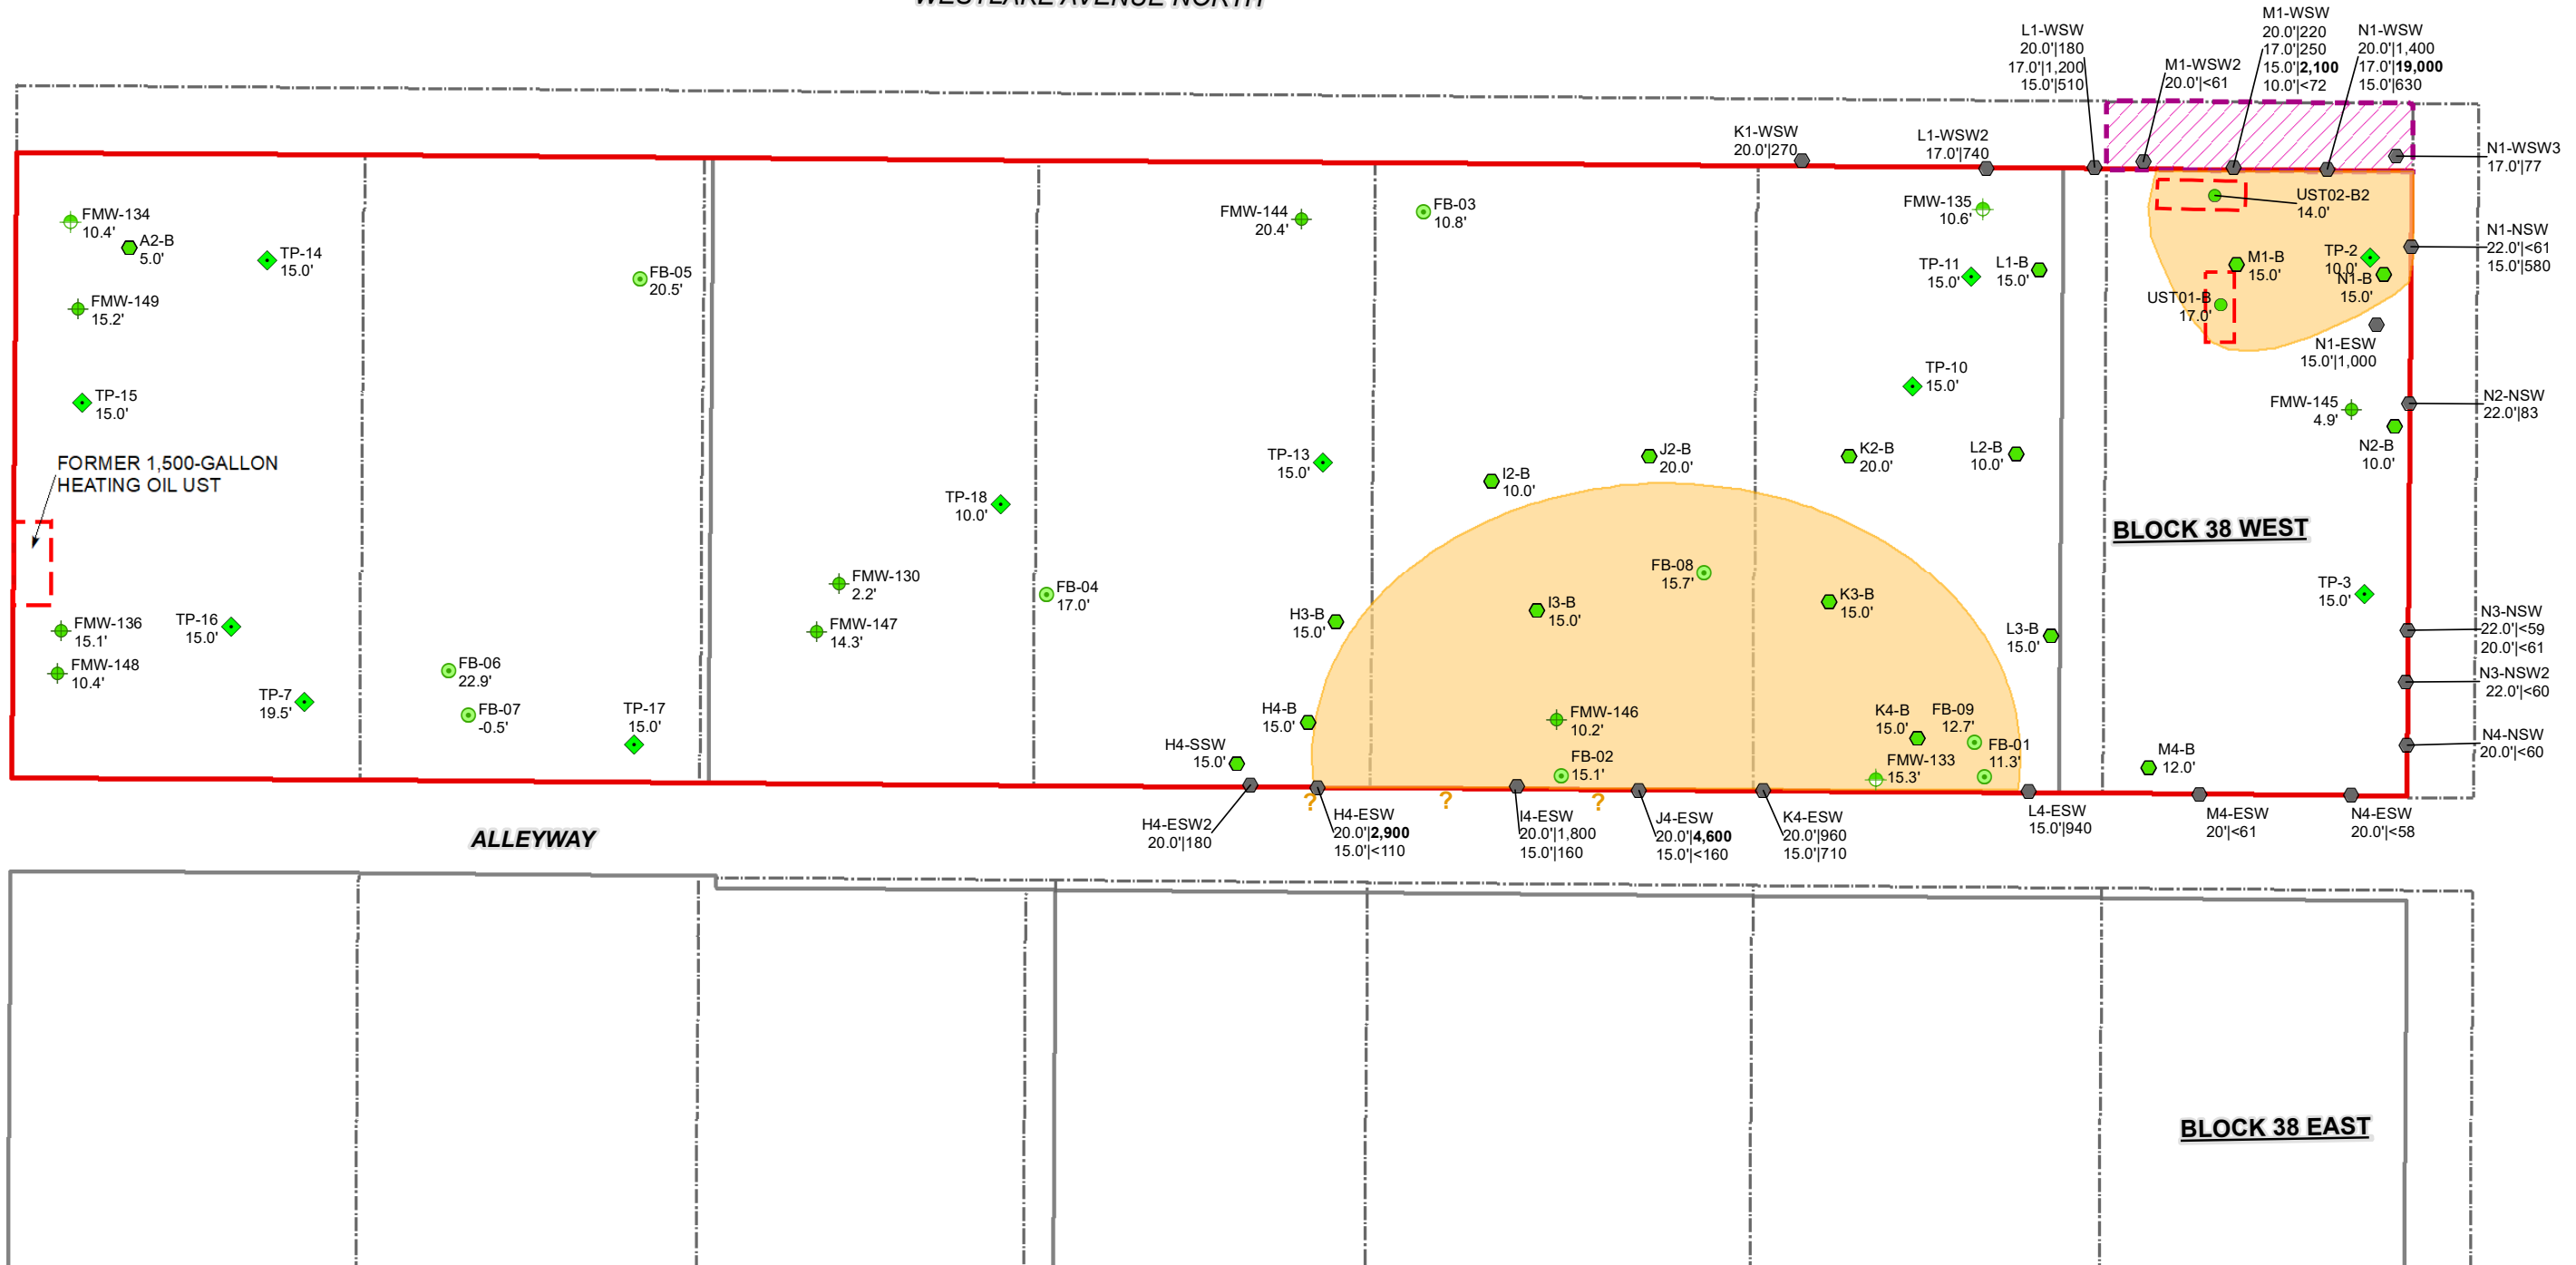 WESTLAKE AVENUE NORTH
L1-WSW
20.0'|180
17.0'|1,200
15.0'|510
M1-WSW2
20.0'|<61
M1-WSW
20.0'|220
17.0'|250
15.0'|2,100
10.0'|<72
N1-WSW
20.0'|1,400
17.0'|19,000
15.0'|630
K1-WSW
20.0'|270
L1-WSW2
17.0'|740
N1-WSW3
17.0'|77
FMW-134
10.4'
A2-B
5.0'
TP-14
15.0'
FMW-149
15.2'
FB-05
20.5'
FMW-144
20.4'
FB-03
10.8'
FMW-135
10.6'
TP-11
15.0'
L1-B
15.0'
UST02-B2
14.0'
M1-B
15.0'
TP-2
10.0'
N1-B
15.0'
UST01-B
17.0'
N1-NSW
22.0'|<61
15.0'|580
N1-ESW
15.0'|1,000
TP-15
15.0'
TP-10
15.0'
FMW-145
4.9'
N2-NSW
22.0'|83
N2-B
10.0'
FORMER 1,500-GALLON
HEATING OIL UST
TP-13
15.0'
I2-B
10.0'
J2-B
20.0'
K2-B
20.0'
L2-B
10.0'
TP-18
10.0'
BLOCK 38 WEST
FMW-130
2.2'
FB-04
17.0'
FB-08
15.7'
TP-3
15.0'
FMW-136
15.1'
TP-16
15.0'
FMW-147
14.3'
H3-B
15.0'
I3-B
15.0'
K3-B
15.0'
L3-B
15.0'
N3-NSW
22.0'|<59
20.0'|<61
FMW-148
10.4'
TP-7
19.5'
FB-06
22.9'
FB-07
-0.5'
TP-17
15.0'
H4-B
15.0'
H4-SSW
15.0'
FMW-146
10.2'
FB-02
15.1'
K4-B
15.0'
FB-09
12.7'
FB-01
11.3'
FMW-133
15.3'
M4-B
12.0'
N3-NSW2
22.0'|<60
N4-NSW
20.0'|<60
? ? ?
ALLEYWAY
H4-ESW2
20.0'|180
H4-ESW
20.0'|2,900
15.0'|<110
I4-ESW
20.0'|1,800
15.0'|160
J4-ESW
20.0'|4,600
15.0'|<160
K4-ESW
20.0'|960
15.0'|710
L4-ESW
15.0'|940
M4-ESW
20'|<61
N4-ESW
20.0'|<58
BLOCK 38 EAST